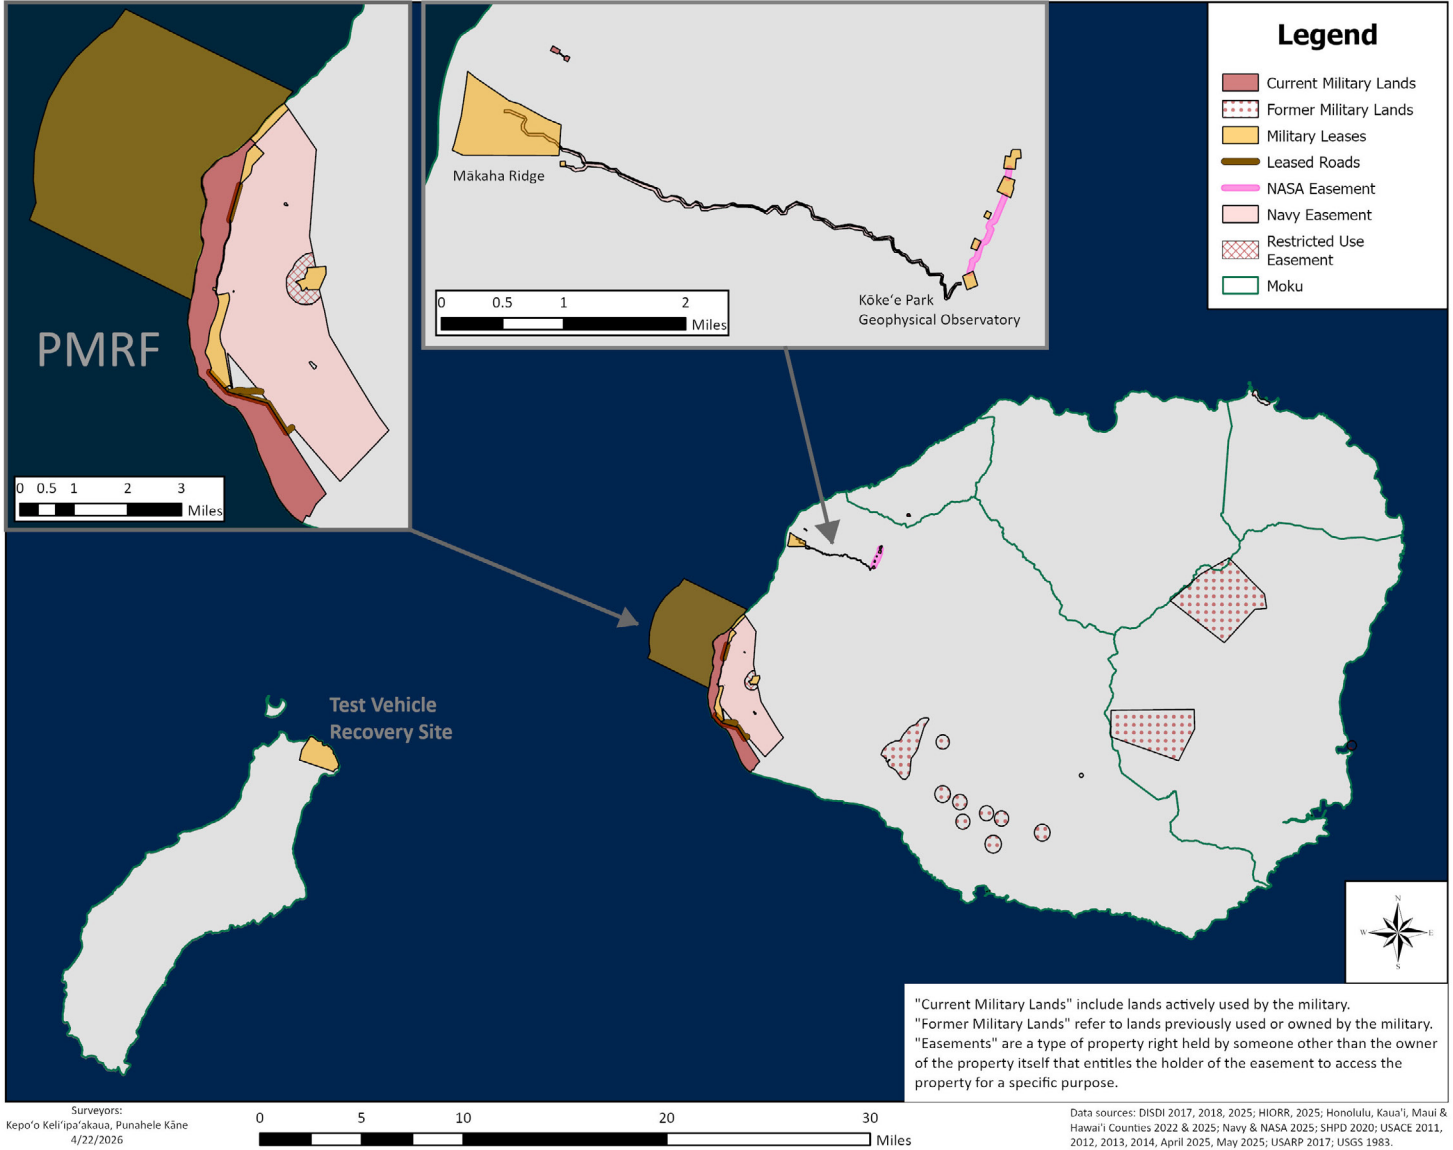 Legend
Current Military Lands
Former Military Lands
Military Leases
Leased Roads
NASA Easement
Navy Easement
Restricted Use
Easement
Moku
Mākaha Ridge
Kōkeʻe Park
Geophysical Observatory
0 0.5 1 2
Miles
PMRF
0 0.5 1 2 3
Miles
Test Vehicle
Recovery Site
N
W E
S
"Current Military Lands" include lands actively used by the military.
"Former Military Lands" refer to lands previously used or owned by the military.
"Easements" are a type of property right held by someone other than the owner
of the property itself that entitles the holder of the easement to access the
property for a specific purpose.
Surveyors:
Kepoʻo Keliʻipaʻakaua, Punahele Kāne
4/22/2026
0 5 10 20 30
Miles
Data sources: DISDI 2017, 2018, 2025; HIORR, 2025; Honolulu, Kaua'i, Maui &
Hawai'i Counties 2022 & 2025; Navy & NASA 2025; SHPD 2020; USACE 2011,
2012, 2013, 2014, April 2025, May 2025; USARP 2017; USGS 1983.